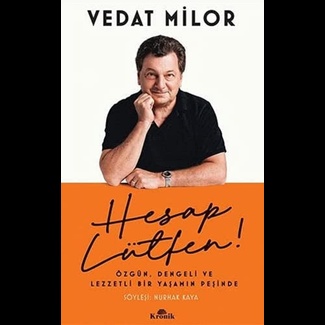 VEDAT MİLOR
Hesap
Lütfen!
ÖZGÜN, DENGELİ VE
LEZZETLİ BİR YAŞAMIN PEŞİNDE
SÖYLEŞİ: NURHAK KAYA
Kronik